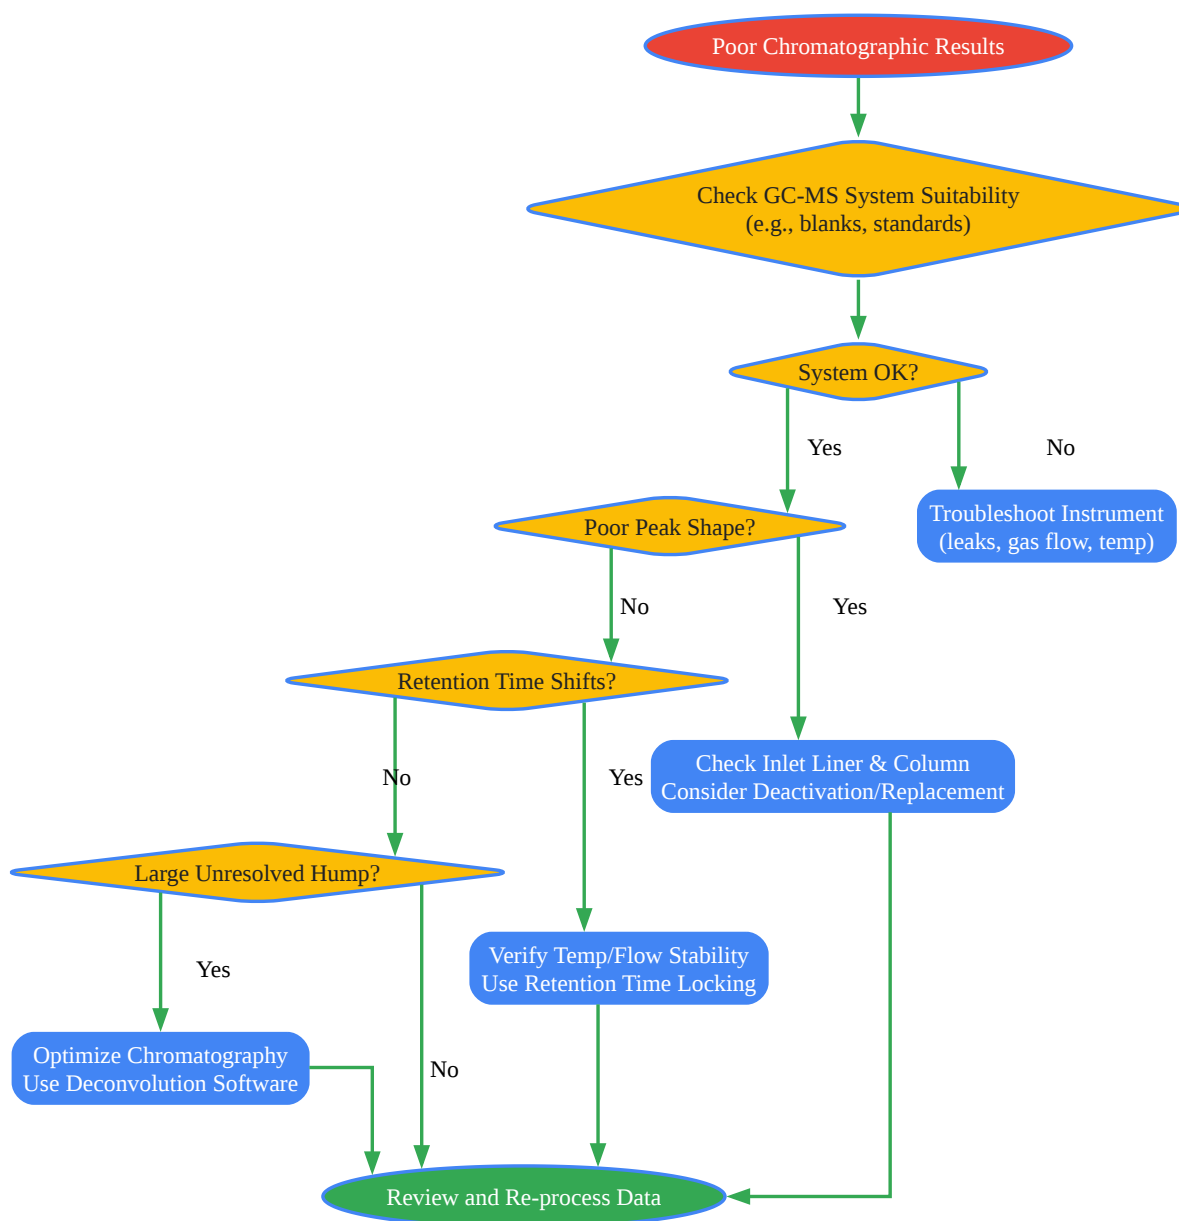 Poor Chromatographic Results
Check GC-MS System Suitability
(e.g., blanks, standards)
System OK?
Yes
No
Poor Peak Shape?
Troubleshoot Instrument
(leaks, gas flow, temp)
No
Yes
Retention Time Shifts?
No
Yes
Check Inlet Liner & Column
Consider Deactivation/Replacement
Large Unresolved Hump?
Yes
Verify Temp/Flow Stability
Use Retention Time Locking
Optimize Chromatography
Use Deconvolution Software
No
Review and Re-process Data